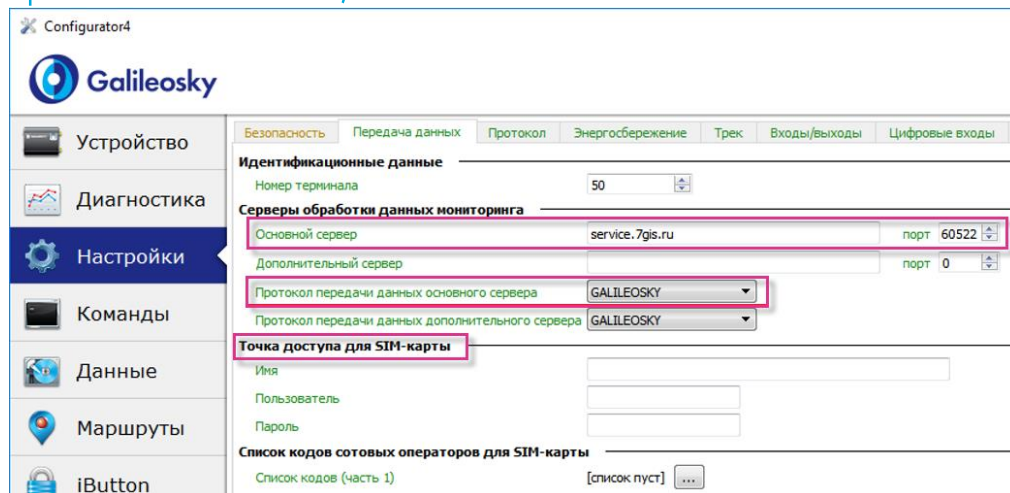 Configurator4
Galileosky
Устройство
Диагностика
Настройки
Команды
Данные
Маршруты
iButton
Безопасность Передача данных Протокол Энергосбережение Трек Входы/выходы Цифровые входы
Идентификационные данные
Номер терминала 50
Серверы обработки данных мониторинга
Основной сервер service.7gis.ru порт 60522
Дополнительный сервер порт 0
Протокол передачи данных основного сервера GALILEOSKY
Протокол передачи данных дополнительного сервера GALILEOSKY
Точка доступа для SIM-карты
Имя
Пользователь
Пароль
Список кодов сотовых операторов для SIM-карты
Список кодов (часть 1) [список пуст] ...